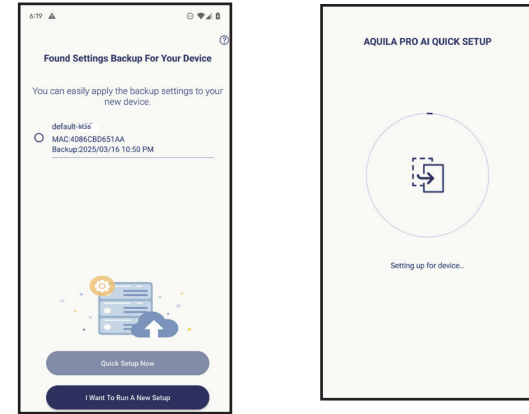 6:19
?
Found Settings Backup For Your Device
You can easily apply the backup settings to your
new device.
default-M36
MAC:4086CBD651AA
Backup:2025/03/16 10:50 PM
Quick Setup Now
I Want To Run A New Setup
AQUILA PRO AI QUICK SETUP
Setting up for device...